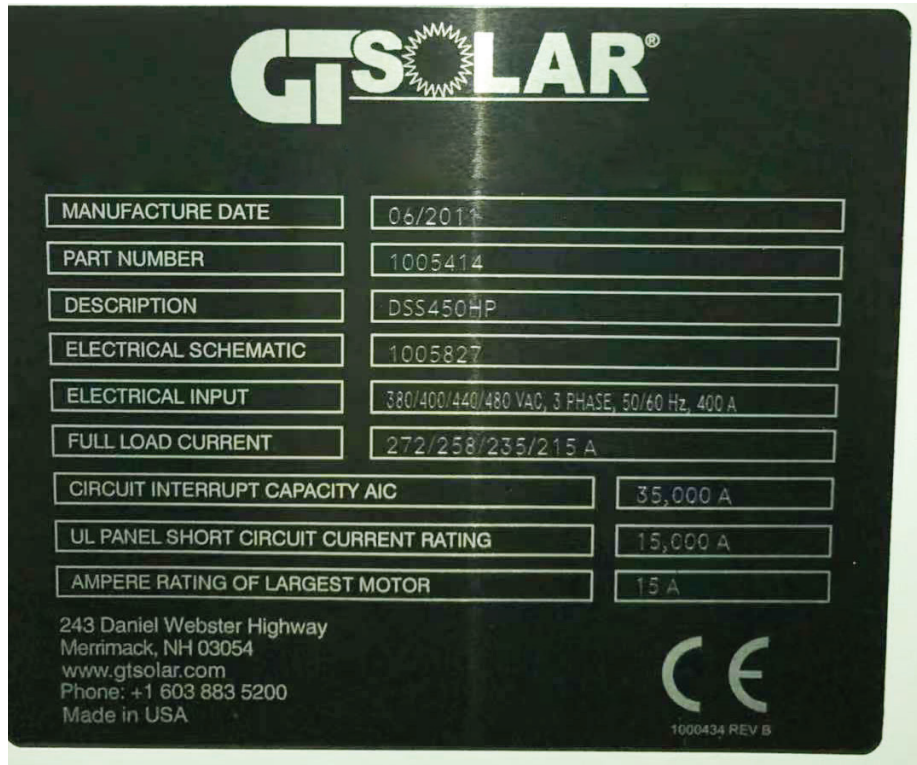 GTSOLAR®
MANUFACTURE DATE 06/2011
PART NUMBER 1005414
DESCRIPTION DSS450HP
ELECTRICAL SCHEMATIC 1005827
ELECTRICAL INPUT 380/400/440/480 VAC, 3 PHASE, 50/60 Hz, 400 A
FULL LOAD CURRENT 272/258/235/215 A
CIRCUIT INTERRUPT CAPACITY AIC 35,000 A
UL PANEL SHORT CIRCUIT CURRENT RATING 15,000 A
AMPERE RATING OF LARGEST MOTOR 15 A
243 Daniel Webster Highway
Merrimack, NH 03054
www.gtsolar.com
Phone: +1 603 883 5200
Made in USA
CE
1000434 REV B